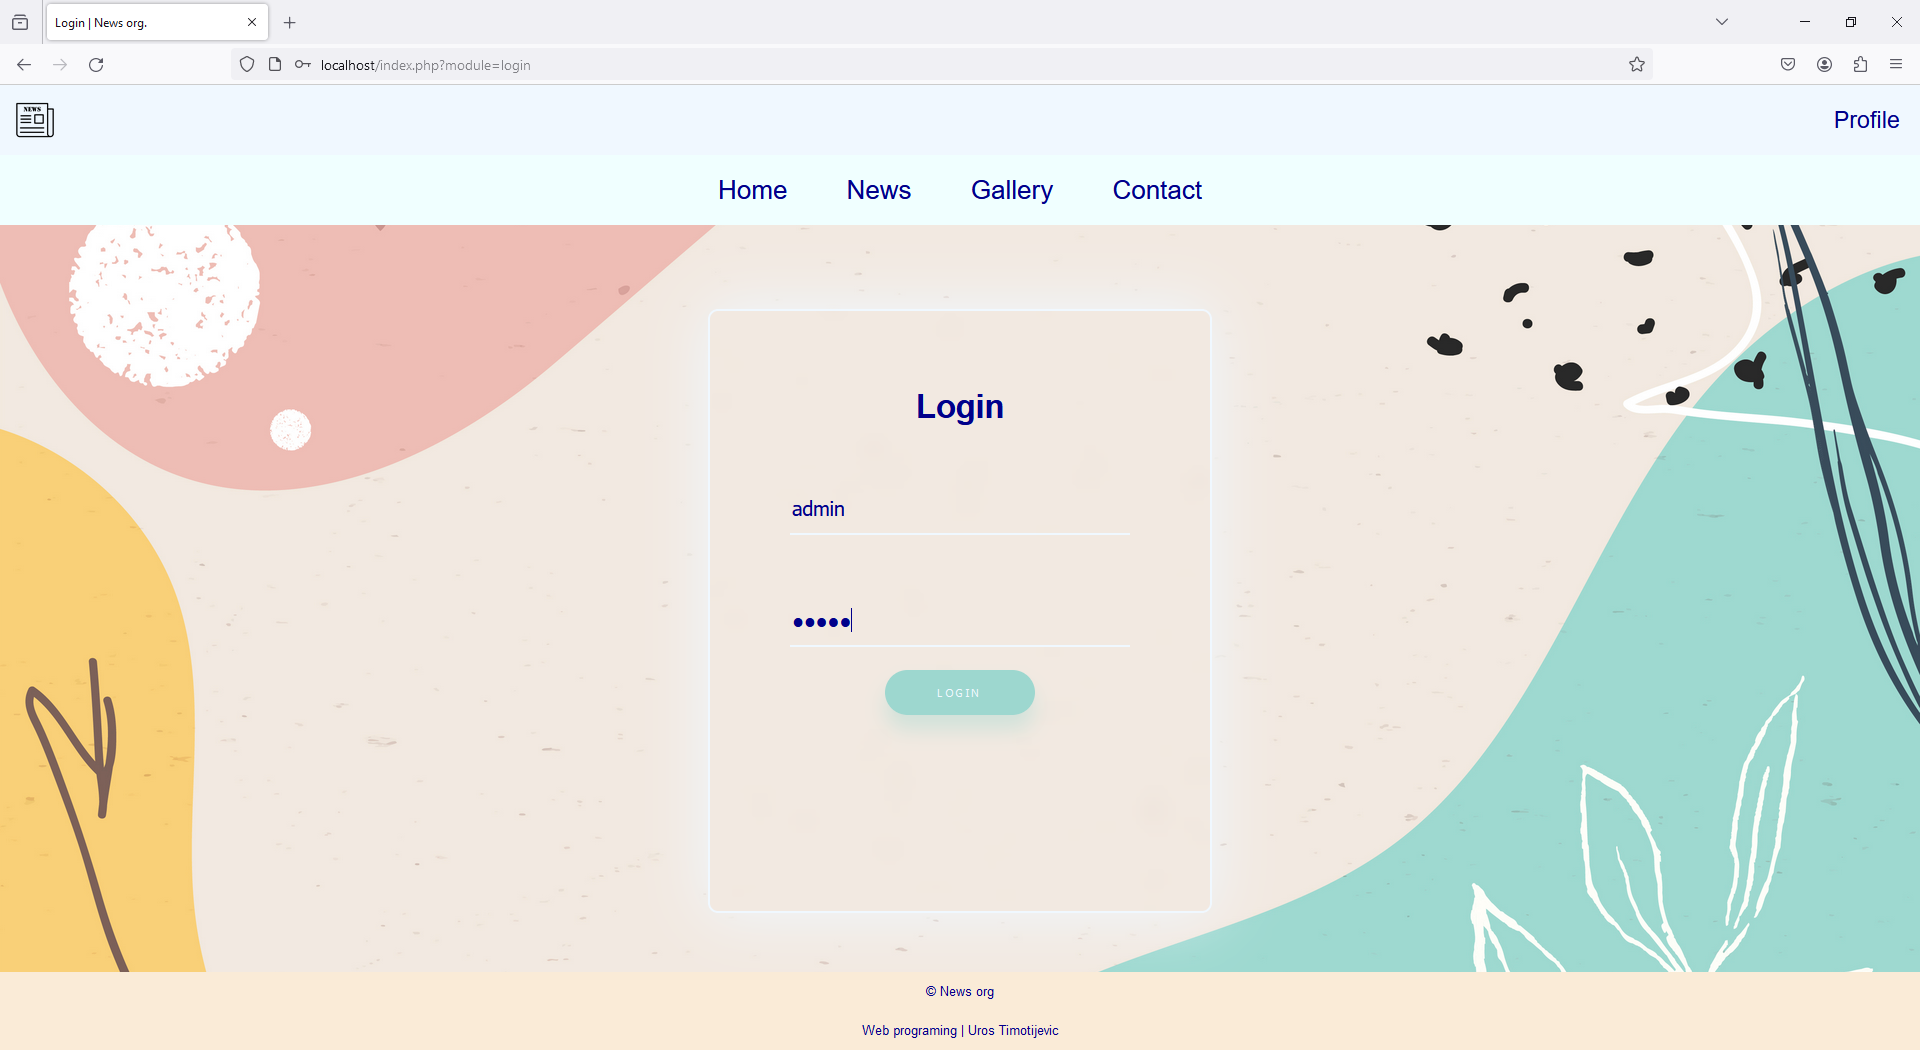 Login | News org.
localhost/index.php?module=login
NEWS
Profile
Home News Gallery Contact
Login
admin
•••••
LOGIN
© News org
Web programing | Uros Timotijevic